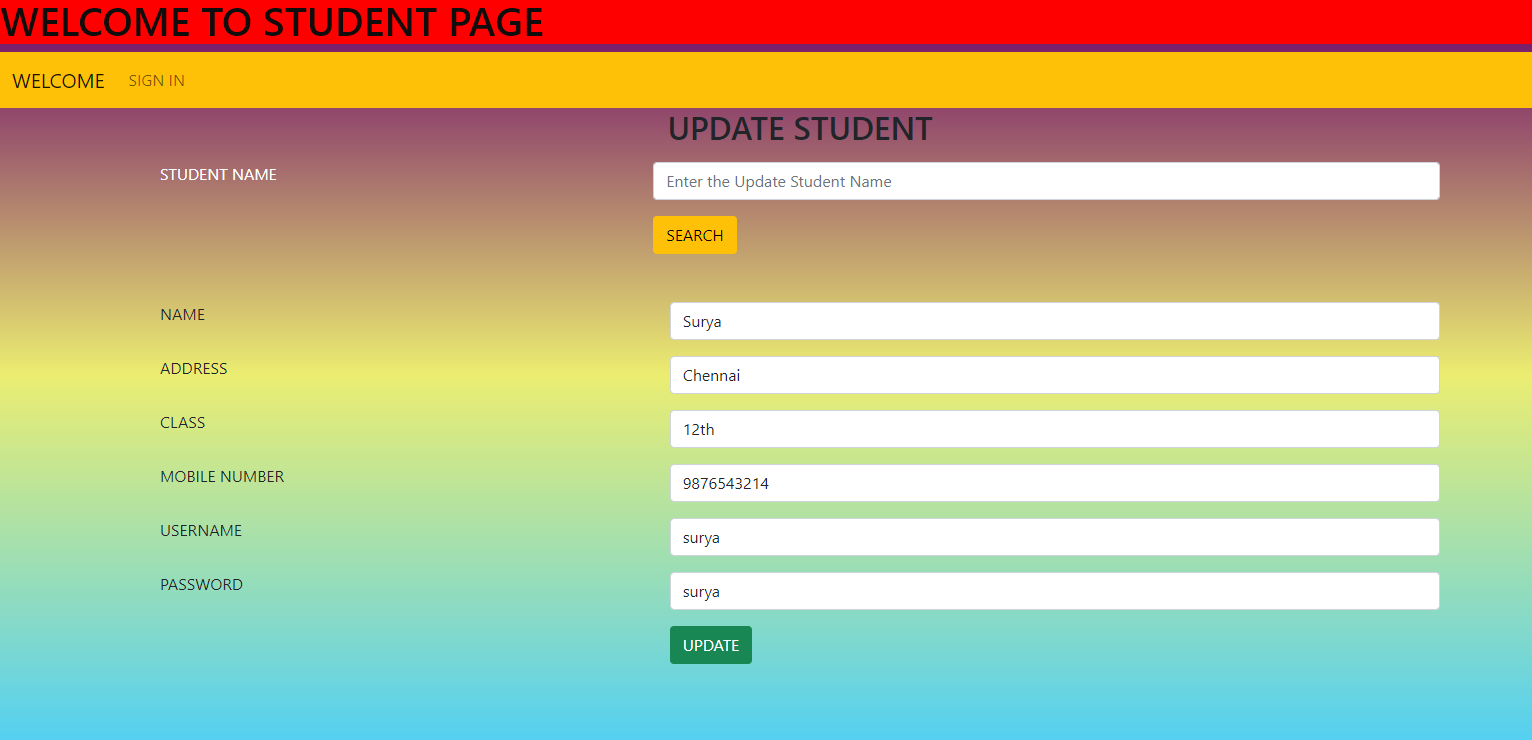 WELCOME TO STUDENT PAGE
WELCOME SIGN IN
UPDATE STUDENT
STUDENT NAME Enter the Update Student Name
SEARCH
NAME Surya
ADDRESS Chennai
CLASS 12th
MOBILE NUMBER 9876543214
USERNAME surya
PASSWORD surya
UPDATE